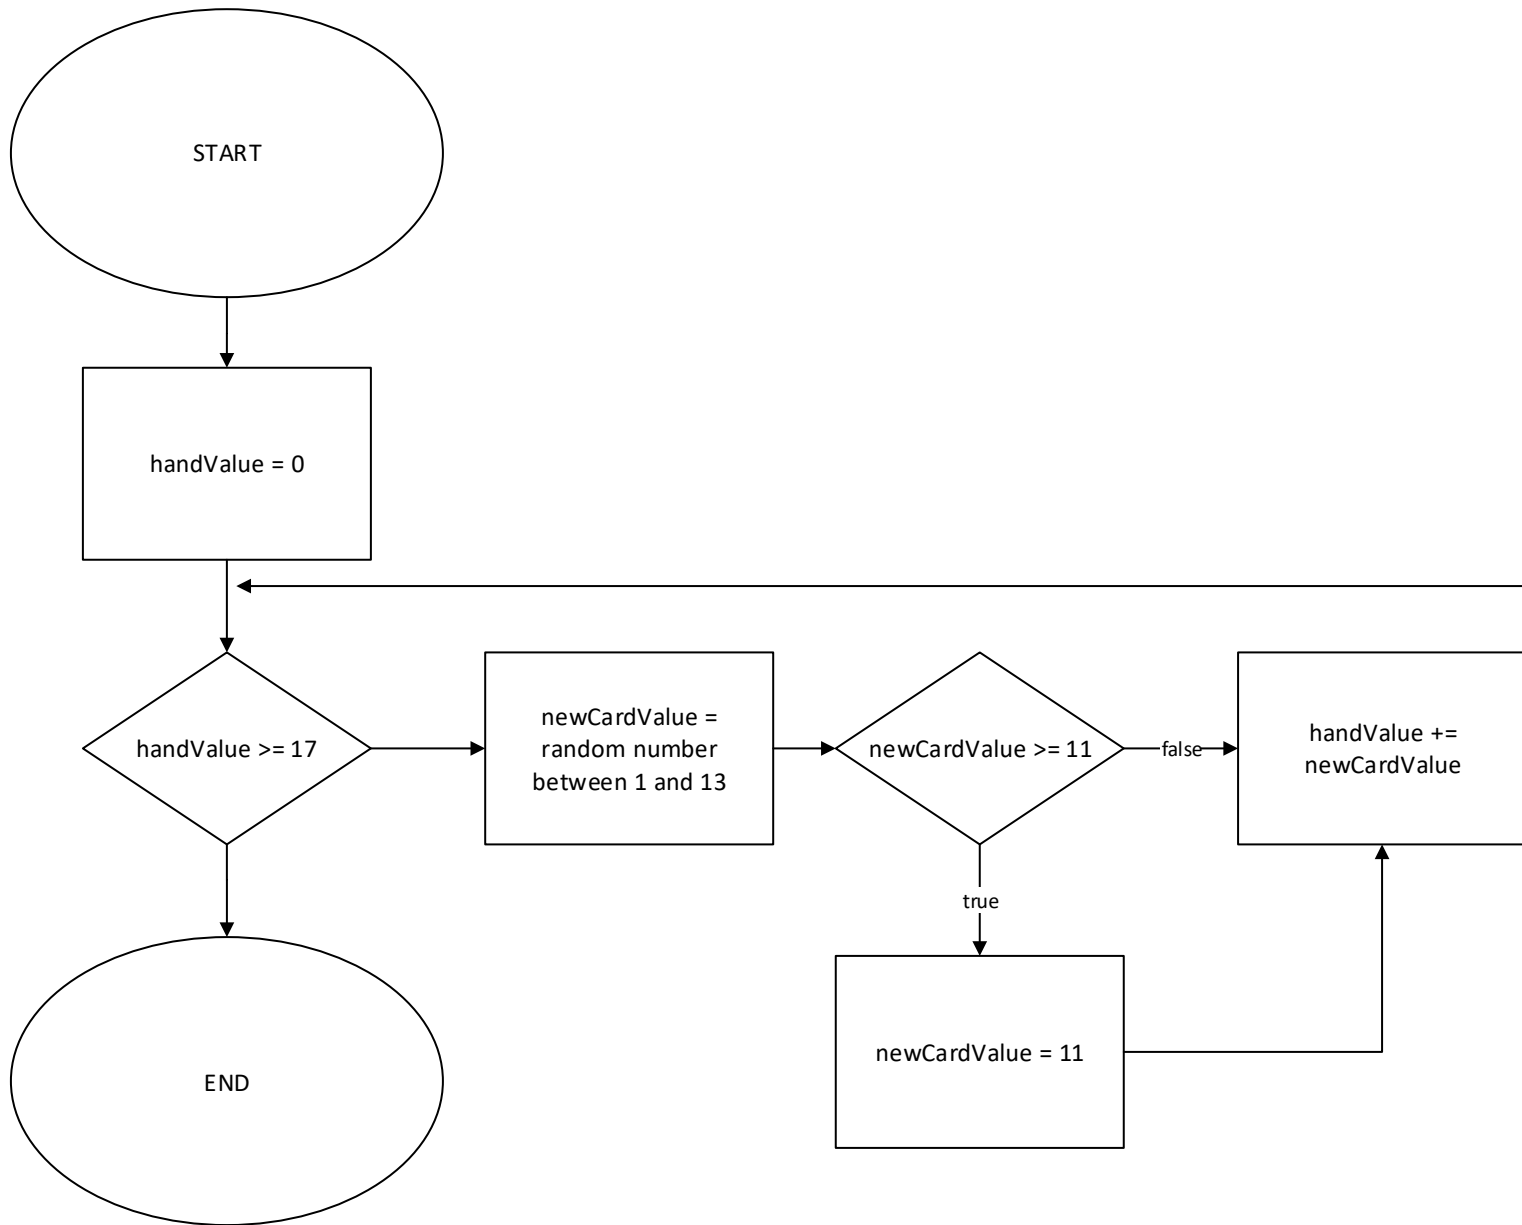 START
handValue = 0
handValue >= 17
newCardValue =
random number
between 1 and 13
newCardValue >= 11
false
handValue +=
newCardValue
true
newCardValue = 11
END